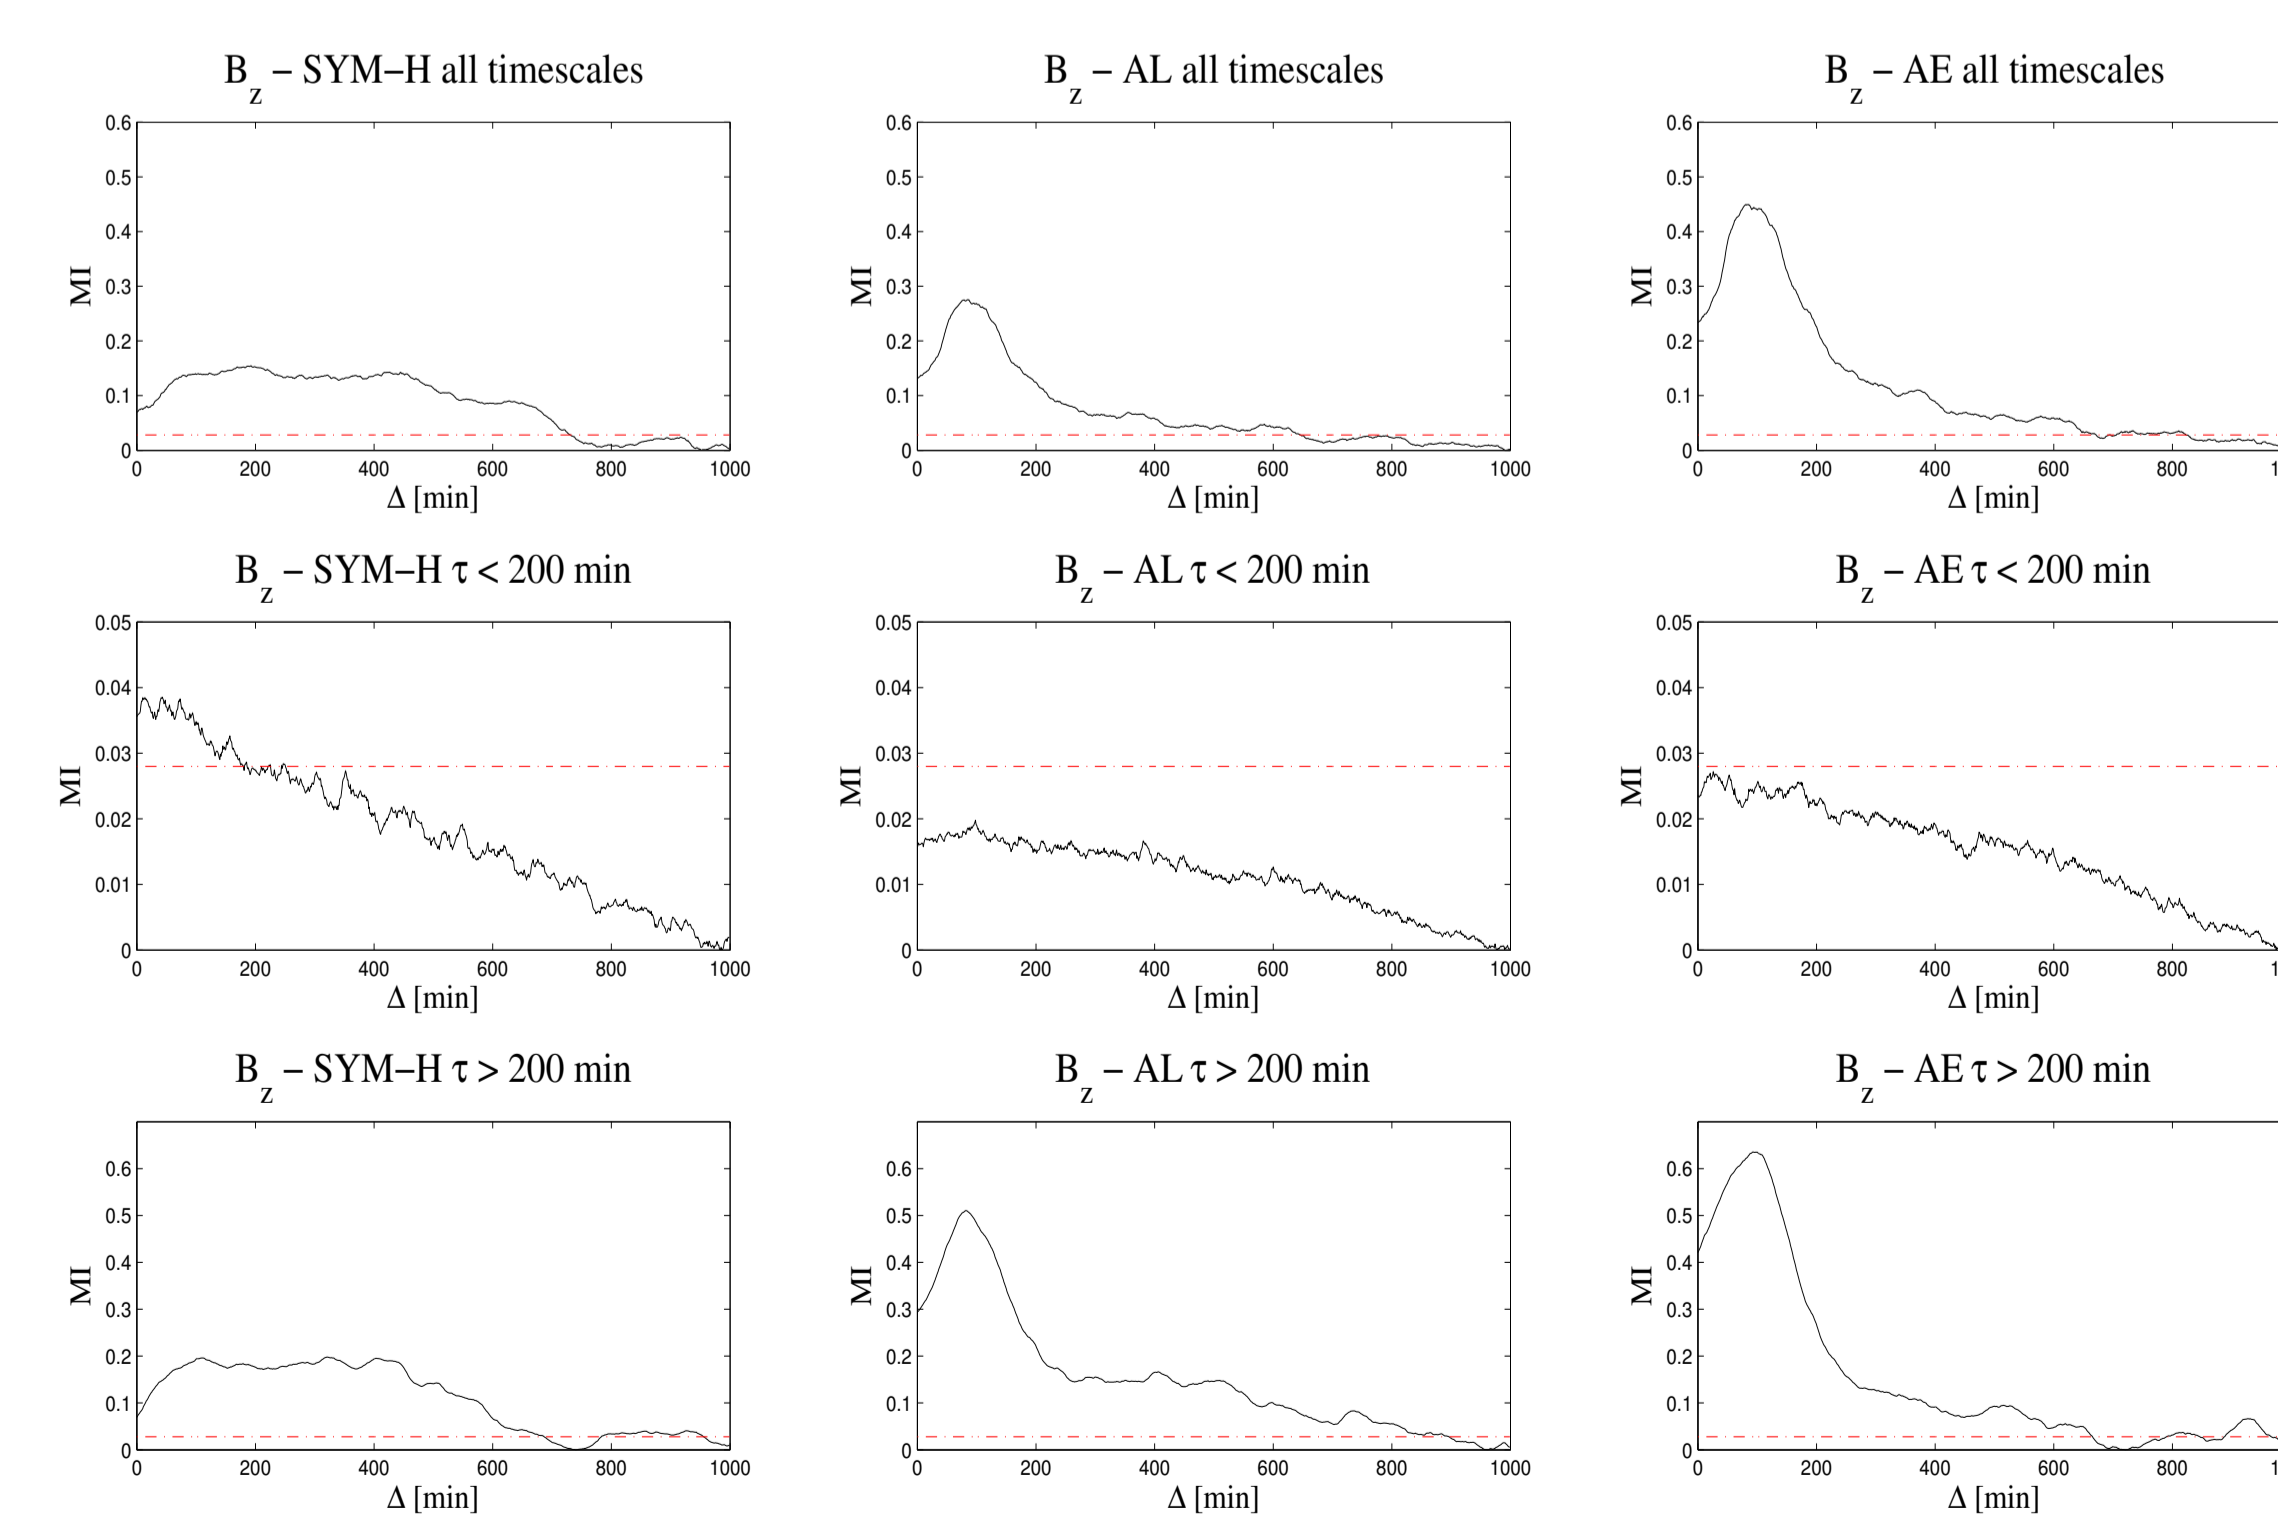 B_z – SYM–H all timescales
B_z – AL all timescales
B_z – AE all timescales
MI
0.6
0.5
0.4
0.3
0.2
0.1
0
0 200 400 600 800 1000
Δ [min]
MI
0.6
0.5
0.4
0.3
0.2
0.1
0
0 200 400 600 800 1000
Δ [min]
MI
0.6
0.5
0.4
0.3
0.2
0.1
0
0 200 400 600 800 1
Δ [min]
B_z – SYM–H τ < 200 min
B_z – AL τ < 200 min
B_z – AE τ < 200 min
MI
0.05
0.04
0.03
0.02
0.01
0
0 200 400 600 800 1000
Δ [min]
MI
0.05
0.04
0.03
0.02
0.01
0
0 200 400 600 800 1000
Δ [min]
MI
0.05
0.04
0.03
0.02
0.01
0
0 200 400 600 800 1
Δ [min]
B_z – SYM–H τ > 200 min
B_z – AL τ > 200 min
B_z – AE τ > 200 min
MI
0.6
0.5
0.4
0.3
0.2
0.1
0
0 200 400 600 800 1000
Δ [min]
MI
0.6
0.5
0.4
0.3
0.2
0.1
0
0 200 400 600 800 1000
Δ [min]
MI
0.6
0.5
0.4
0.3
0.2
0.1
0
0 200 400 600 800 1
Δ [min]